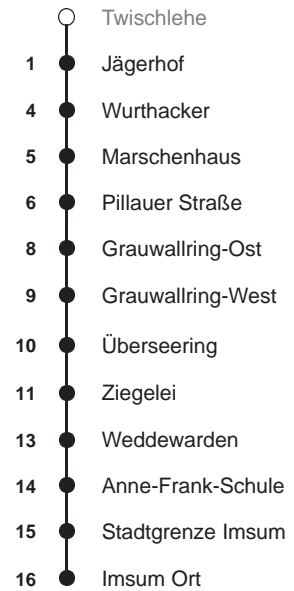 Twischlehe
1 Jägerhof
4 Wurthacker
5 Marschenhaus
6 Pillauer Straße
8 Grauwallring-Ost
9 Grauwallring-West
10 Überseering
11 Ziegelei
13 Weddewarden
14 Anne-Frank-Schule
15 Stadtgrenze Imsum
16 Imsum Ort